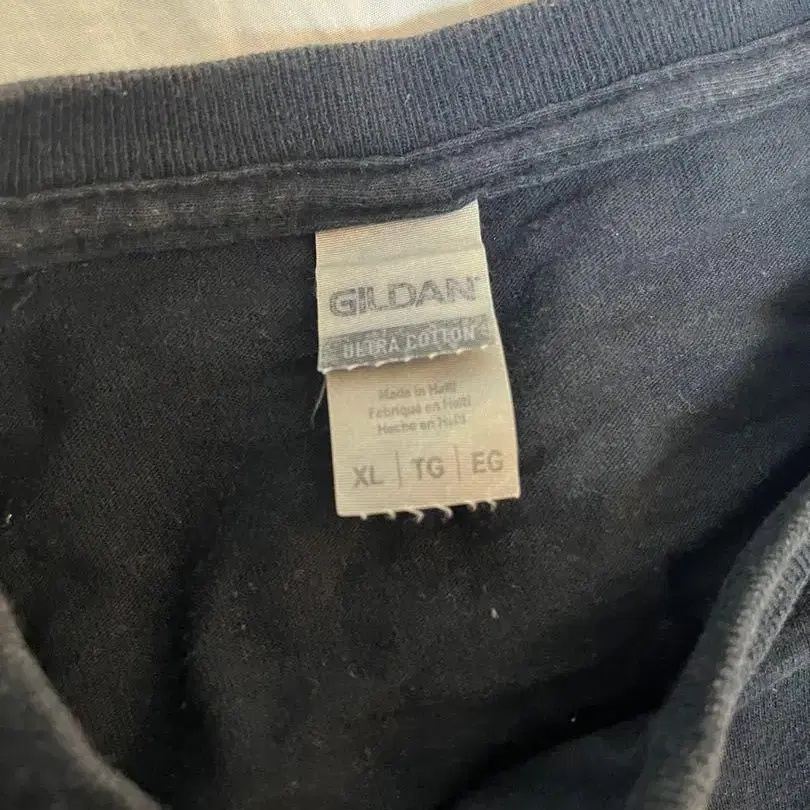 GILDAN
ULTRA COTTON
Made in Haiti
Fabriqué en Haïti
Hecho en Haití
XL | TG | EG